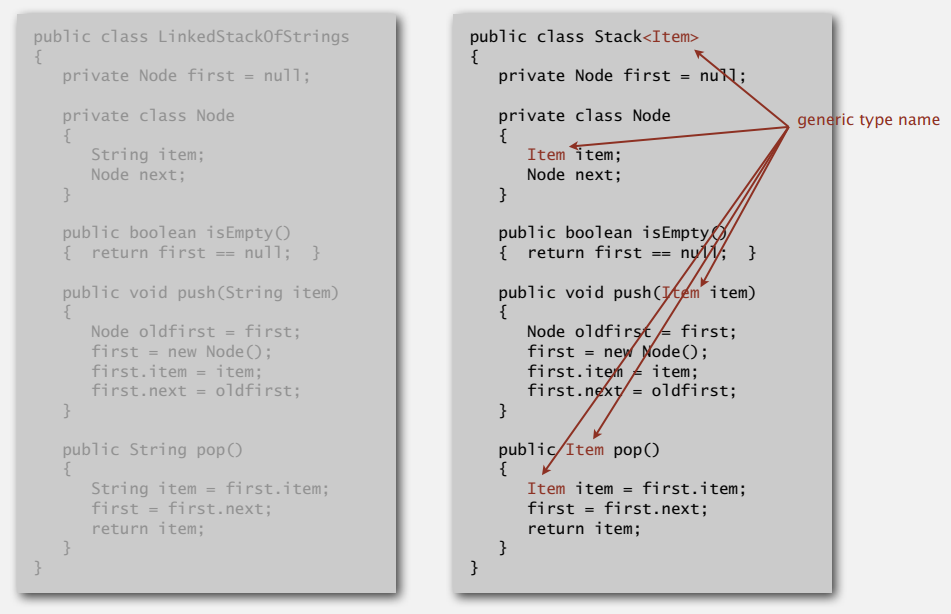 public class LinkedStackOfStrings
{
   private Node first = null;

   private class Node
   {
      String item;
      Node next;
   }

   public boolean isEmpty()
   {  return first == null;  }

   public void push(String item)
   {
      Node oldfirst = first;
      first = new Node();
      first.item = item;
      first.next = oldfirst;
   }

   public String pop()
   {
      String item = first.item;
      first = first.next;
      return item;
   }
}

public class Stack<Item>
{
   private Node first = null;

   private class Node
   {
      Item item;
      Node next;
   }

   public boolean isEmpty()
   {  return first == null;  }

   public void push(Item item)
   {
      Node oldfirst = first;
      first = new Node();
      first.item = item;
      first.next = oldfirst;
   }

   public Item pop()
   {
      Item item = first.item;
      first = first.next;
      return item;
   }
}

generic type name